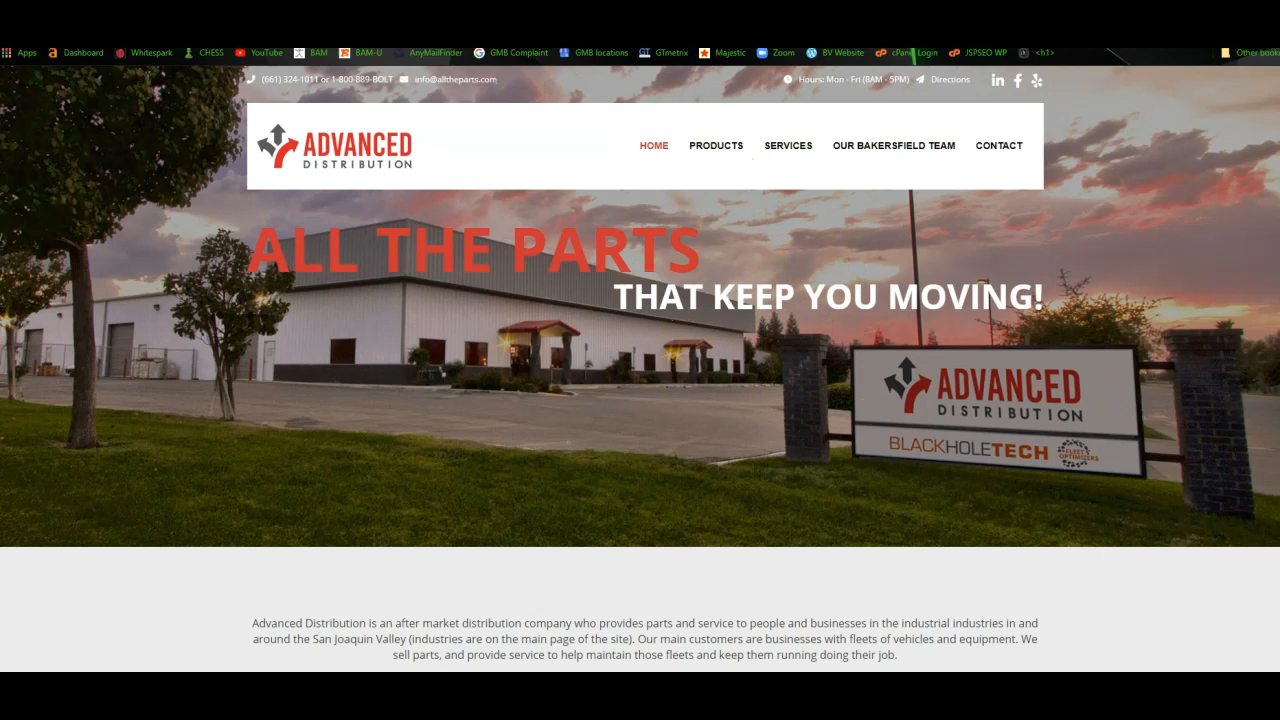 Apps Dashboard Whitespark CHESS YouTube BAM BAM-U AnyMailFinder GMB Complaint GMB locations GTmetrix Majestic Zoom BV Website cPanel Login JSPSEO WP <h1> Other
(661) 324-1011 or 1-800-889-BOLT info@alltheparts.com Hours: Mon - Fri (8AM - 5PM) Directions
ADVANCED
DISTRIBUTION
HOME PRODUCTS SERVICES OUR BAKERSFIELD TEAM CONTACT
ALL THE PARTS
THAT KEEP YOU MOVING!
ADVANCED
DISTRIBUTION
BLACKHOLETECH
FLEET
OPTIMIZERS
Advanced Distribution is an after market distribution company who provides parts and service to people and businesses in the industrial industries in and
around the San Joaquin Valley (industries are on the main page of the site). Our main customers are businesses with fleets of vehicles and equipment. We
sell parts, and provide service to help maintain those fleets and keep them running doing their job.